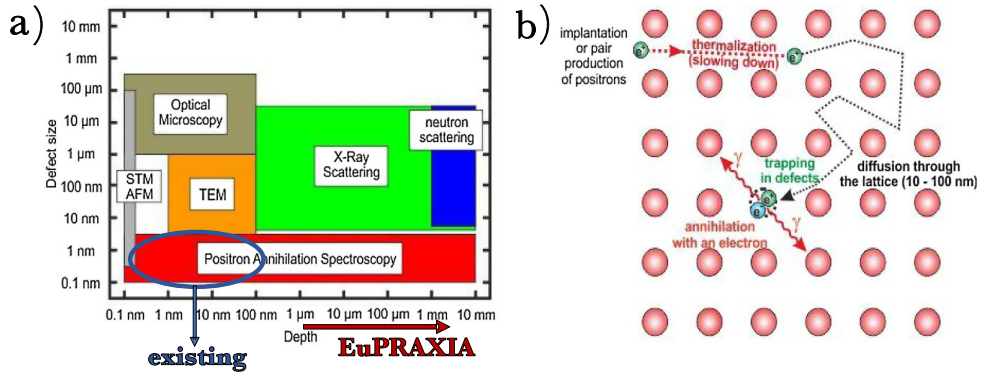 a)
10 mm
1 mm
100 μm
10 μm
1 μm
100 nm
10 nm
1 nm
0.1 nm
Defect size
Optical
Microscopy
STM
AFM
TEM
X-Ray
Scattering
neutron
scattering
Positron Annihilation Spectroscopy
0.1 nm 1 nm 10 nm 100 nm 1 μm 10 μm 100 μm 1 mm 10 mm
Depth
existing
EuPRAXIA
b)
implantation
or pair
production
of positrons
e+
thermalization
(slowing down)
e+
diffusion through
the lattice (10 - 100 nm)
trapping
in defects
γ
e+
e-
γ
annihilation
with an electron